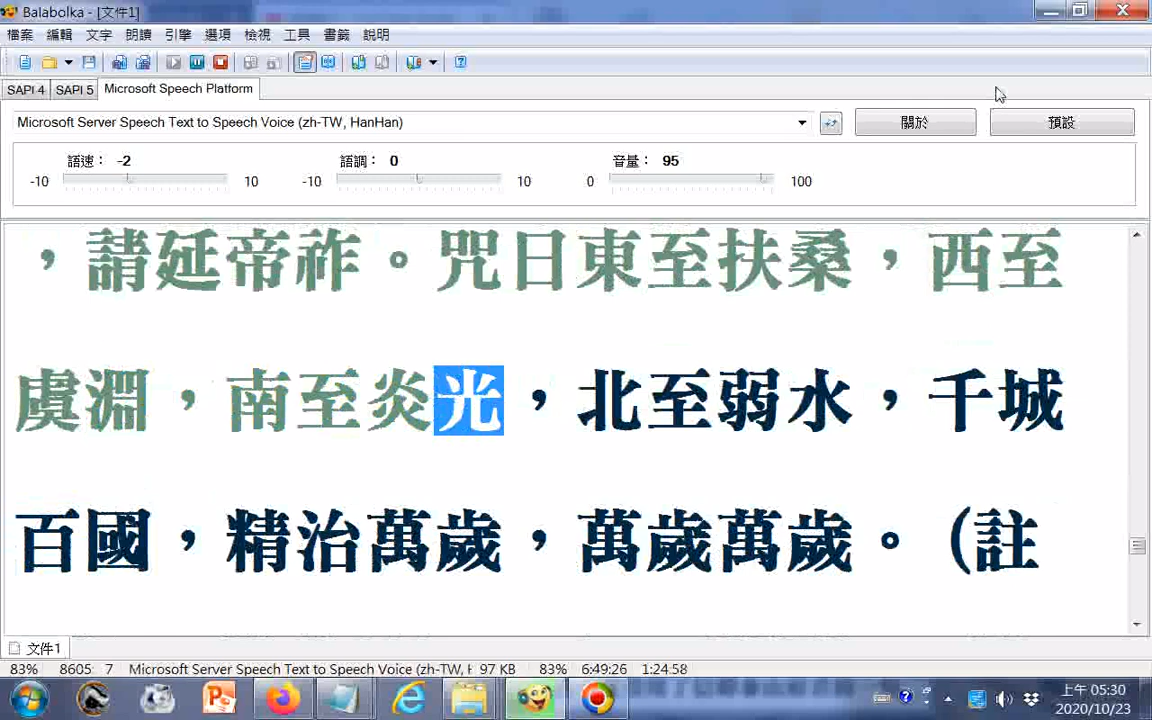 Balabolka - [文件1]
檔案 編輯 文字 朗讀 引擎 選項 檢視 工具 書籤 說明
SAPI 4 SAPI 5 Microsoft Speech Platform
Microsoft Server Speech Text to Speech Voice (zh-TW, HanHan) 關於 預設
語速： -2 語調： 0 音量： 95
-10 10 -10 10 0 100
，請延帝祚。咒日東至扶桑，西至
虞淵，南至炎光，北至弱水，千城
百國，精治萬歲，萬歲萬歲。(註
文件1
83% 8605: 7 Microsoft Server Speech Text to Speech Voice (zh-TW, H 97 KB 83% 6:49:26 1:24.58
上午 05:30
2020/10/23